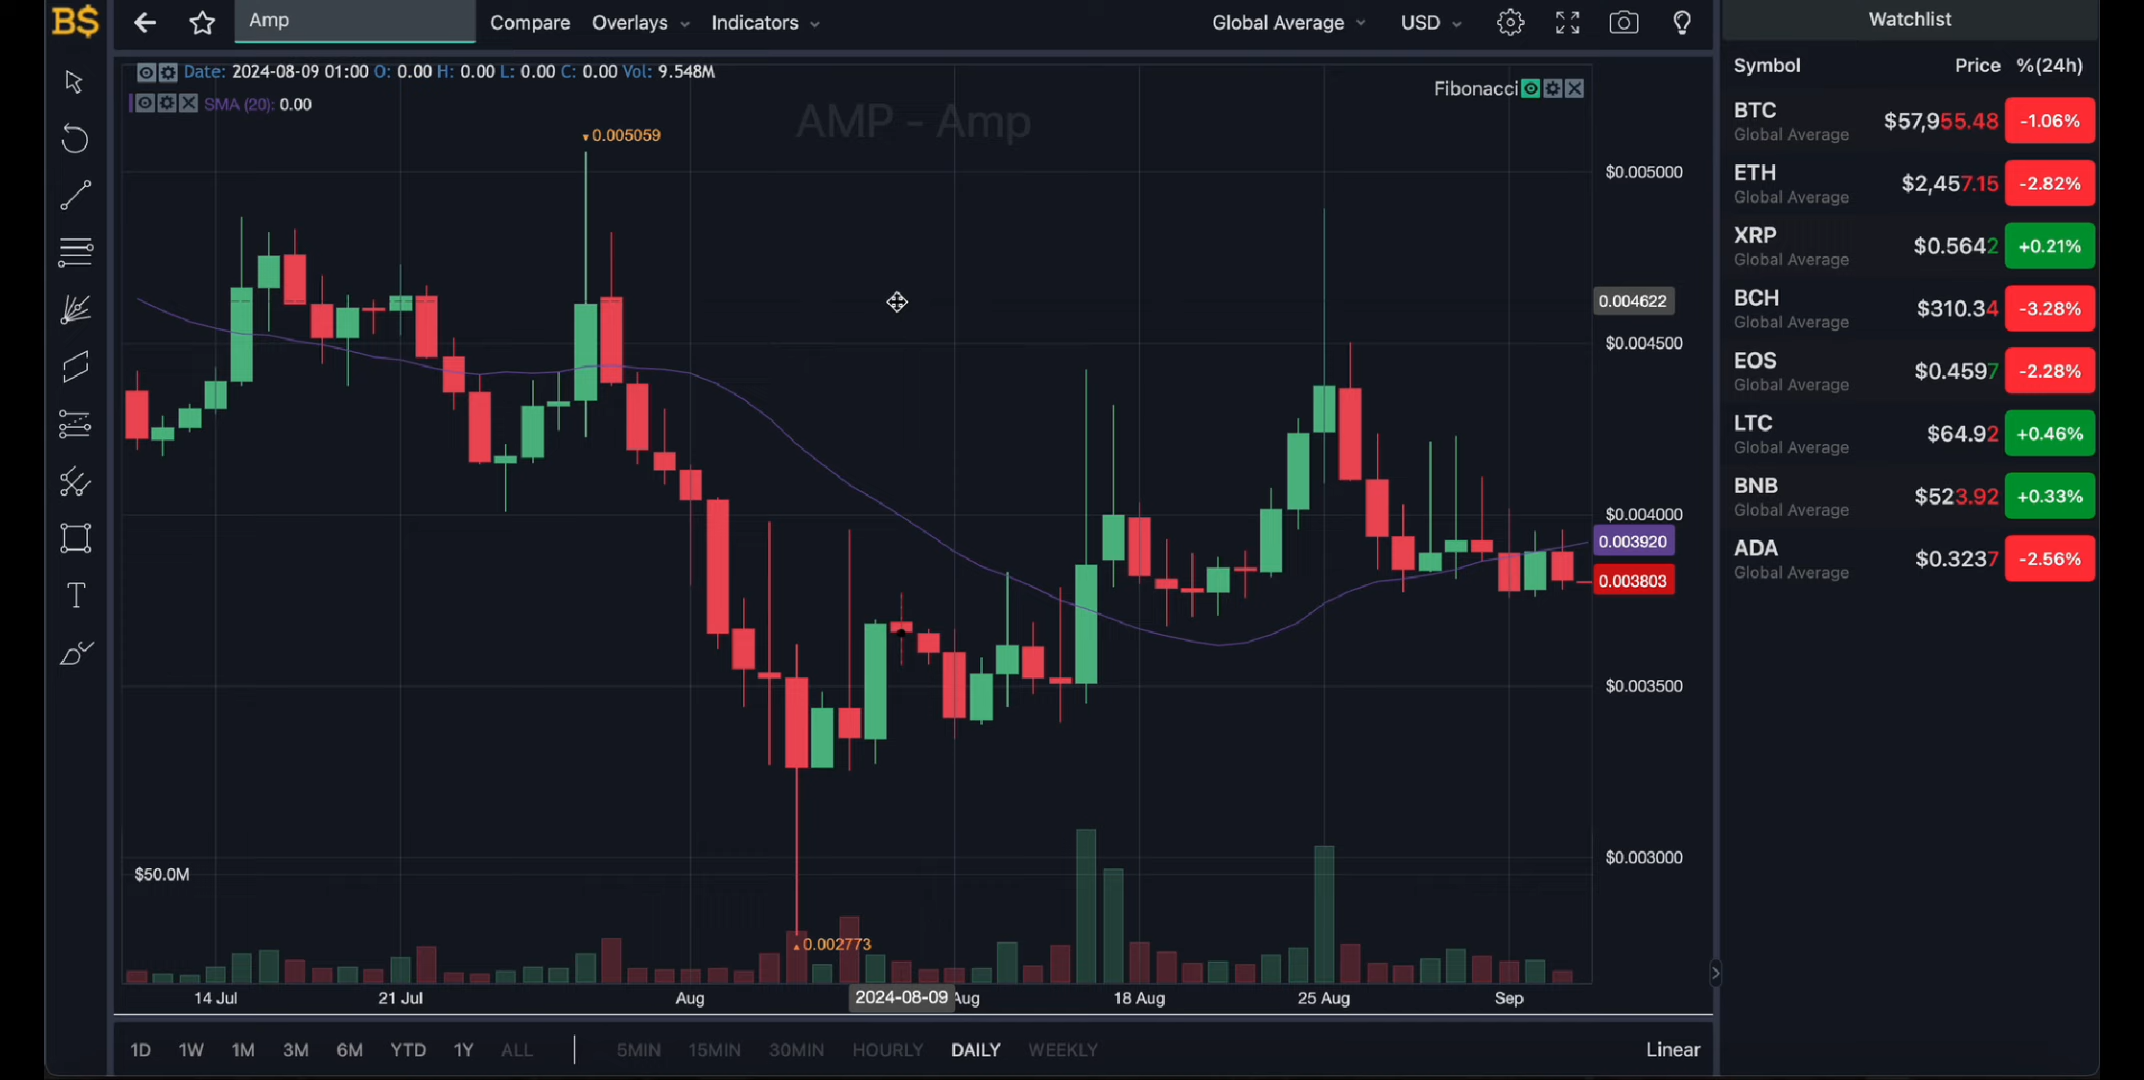 B$
Amp
Compare
Overlays
Indicators
Global Average
USD
Watchlist
Date: 2024-08-09 01:00 O: 0.00 H: 0.00 L: 0.00 C: 0.00 Vol: 9.548M
SMA (20): 0.00
Fibonacci
AMP - Amp
0.005059
$0.005000
0.004622
$0.004500
$0.004000
0.003920
0.003803
$0.003500
$0.003000
$50.0M
0.002773
14 Jul
21 Jul
Aug
2024-08-09
Aug
18 Aug
25 Aug
Sep
1D
1W
1M
3M
6M
YTD
1Y
ALL
5MIN
15MIN
30MIN
HOURLY
DAILY
WEEKLY
Linear
T
Symbol Price %(24h)
BTC $57,955.48 -1.06%
Global Average
ETH $2,457.15 -2.82%
Global Average
XRP $0.5642 +0.21%
Global Average
BCH $310.34 -3.28%
Global Average
EOS $0.4597 -2.28%
Global Average
LTC $64.92 +0.46%
Global Average
BNB $523.92 +0.33%
Global Average
ADA $0.3237 -2.56%
Global Average